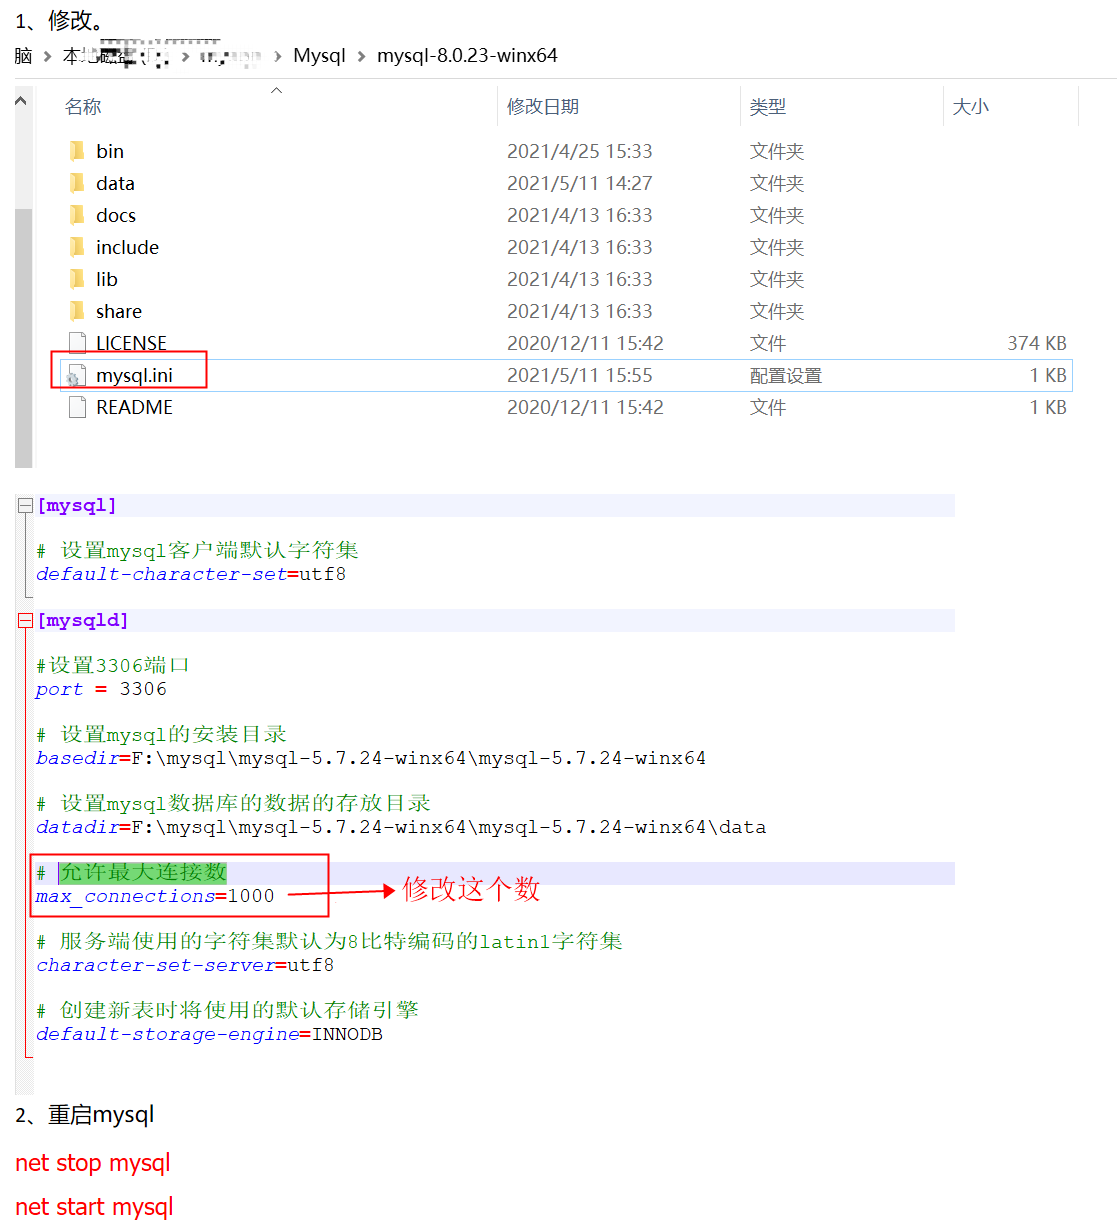 1、修改。
脑 > 本地磁盘 > > Mysql > mysql-8.0.23-winx64
名称 修改日期 类型 大小
bin 2021/4/25 15:33 文件夹
data 2021/5/11 14:27 文件夹
docs 2021/4/13 16:33 文件夹
include 2021/4/13 16:33 文件夹
lib 2021/4/13 16:33 文件夹
share 2021/4/13 16:33 文件夹
LICENSE 2020/12/11 15:42 文件 374 KB
mysql.ini 2021/5/11 15:55 配置设置 1 KB
README 2020/12/11 15:42 文件 1 KB
[mysql]
# 设置mysql客户端默认字符集
default-character-set=utf8
[mysqld]
#设置3306端口
port = 3306
# 设置mysql的安装目录
basedir=F:\mysql\mysql-5.7.24-winx64\mysql-5.7.24-winx64
# 设置mysql数据库的数据的存放目录
datadir=F:\mysql\mysql-5.7.24-winx64\mysql-5.7.24-winx64\data
# 允许最大连接数
max_connections=1000 修改这个数
# 服务端使用的字符集默认为8比特编码的latin1字符集
character-set-server=utf8
# 创建新表时将使用的默认存储引擎
default-storage-engine=INNODB
2、重启mysql
net stop mysql
net start mysql